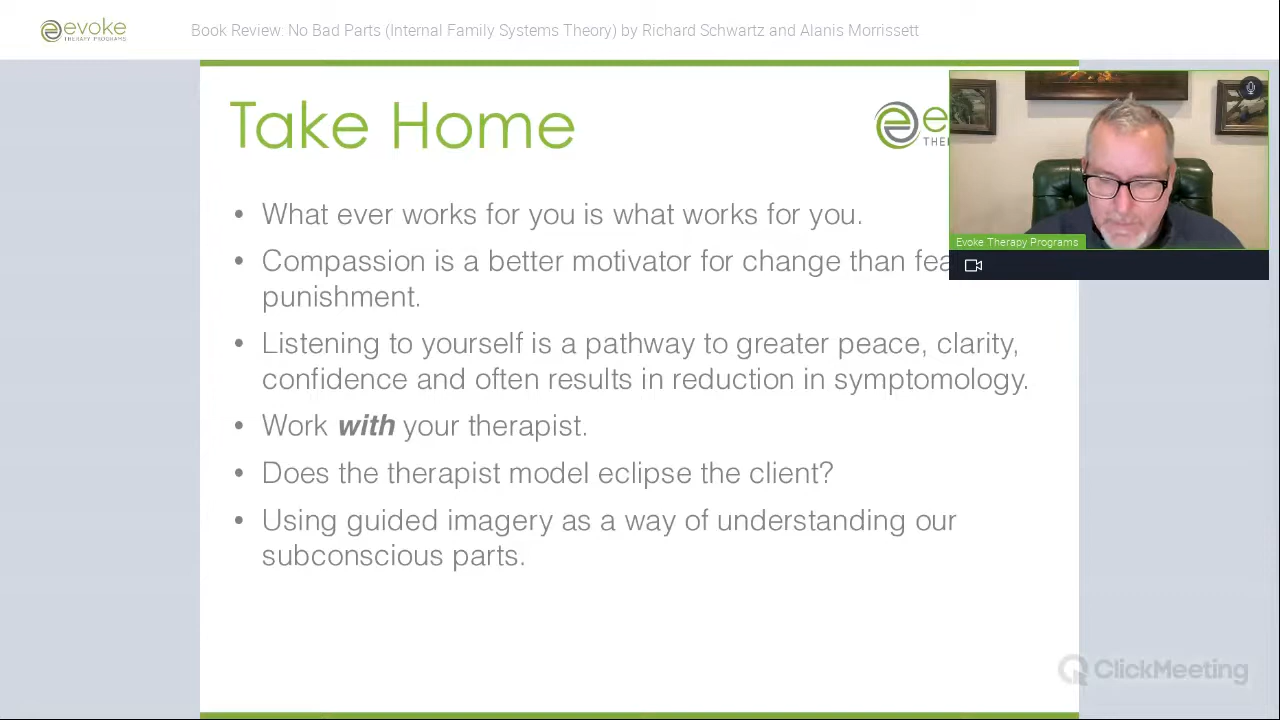 evoke
THERAPY PROGRAMS
Book Review: No Bad Parts (Internal Family Systems Theory) by Richard Schwartz and Alanis Morrissett
Take Home
e
THE
Evoke Therapy Programs
• What ever works for you is what works for you.
• Compassion is a better motivator for change than fea
punishment.
• Listening to yourself is a pathway to greater peace, clarity,
confidence and often results in reduction in symptomology.
• Work with your therapist.
• Does the therapist model eclipse the client?
• Using guided imagery as a way of understanding our
subconscious parts.
ClickMeeting